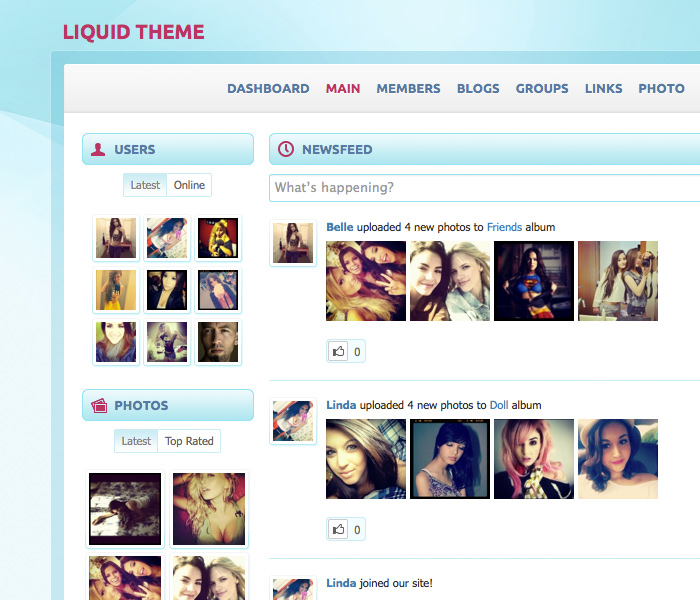 LIQUID THEME
DASHBOARD MAIN MEMBERS BLOGS GROUPS LINKS PHOTO
USERS
Latest Online
PHOTOS
Latest Top Rated
NEWSFEED
What's happening?
Belle uploaded 4 new photos to Friends album
0
Linda uploaded 4 new photos to Doll album
0
Linda joined our site!